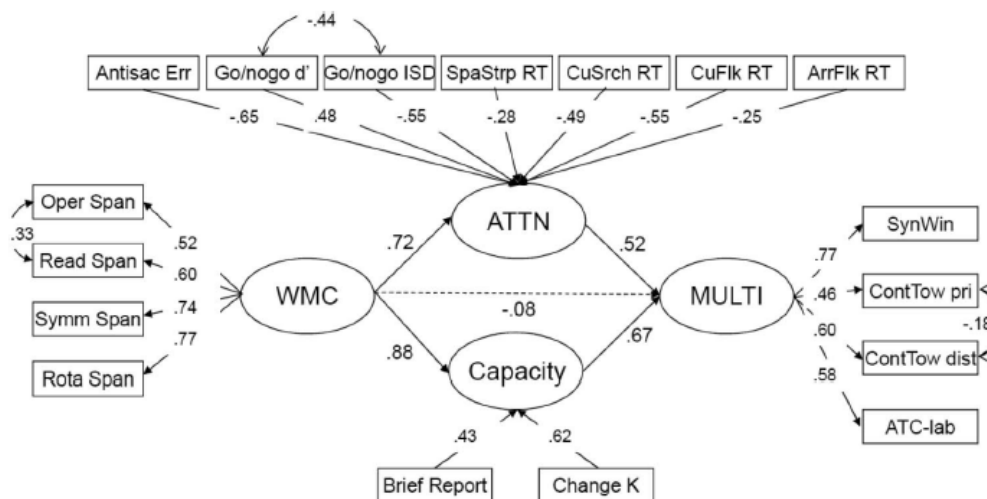 -.44
Antisac Err Go/nogo d' Go/nogo ISD SpaStrp RT CuSrch RT CuFlk RT ArrFlk RT
-.65 .48 -.55 -.28 -.49 -.55 -.25
Oper Span
.33
.52
Read Span
.60
Symm Span
.74
.77
Rota Span
WMC
.72
ATTN
.52
-.08
.88
Capacity
.67
MULTI
.43 .62
Brief Report Change K
SynWin
.77
.46
ContTow pri
-.18
.60
ContTow dist
.58
ATC-lab